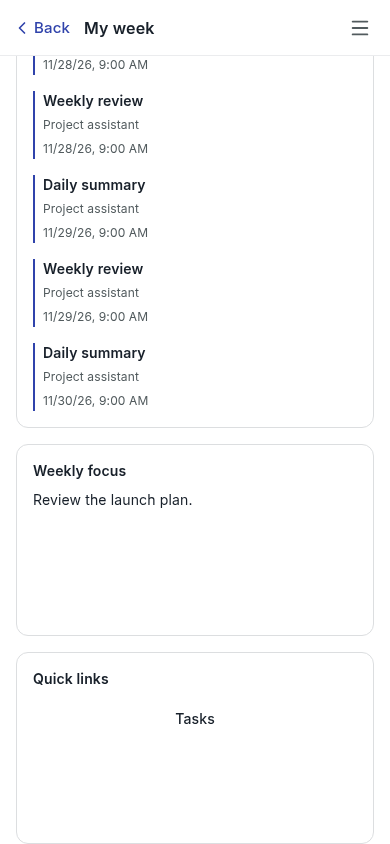 Back My week
11/28/26, 9:00 AM
Weekly review
Project assistant
11/28/26, 9:00 AM
Daily summary
Project assistant
11/29/26, 9:00 AM
Weekly review
Project assistant
11/29/26, 9:00 AM
Daily summary
Project assistant
11/30/26, 9:00 AM
Weekly focus
Review the launch plan.
Quick links
Tasks